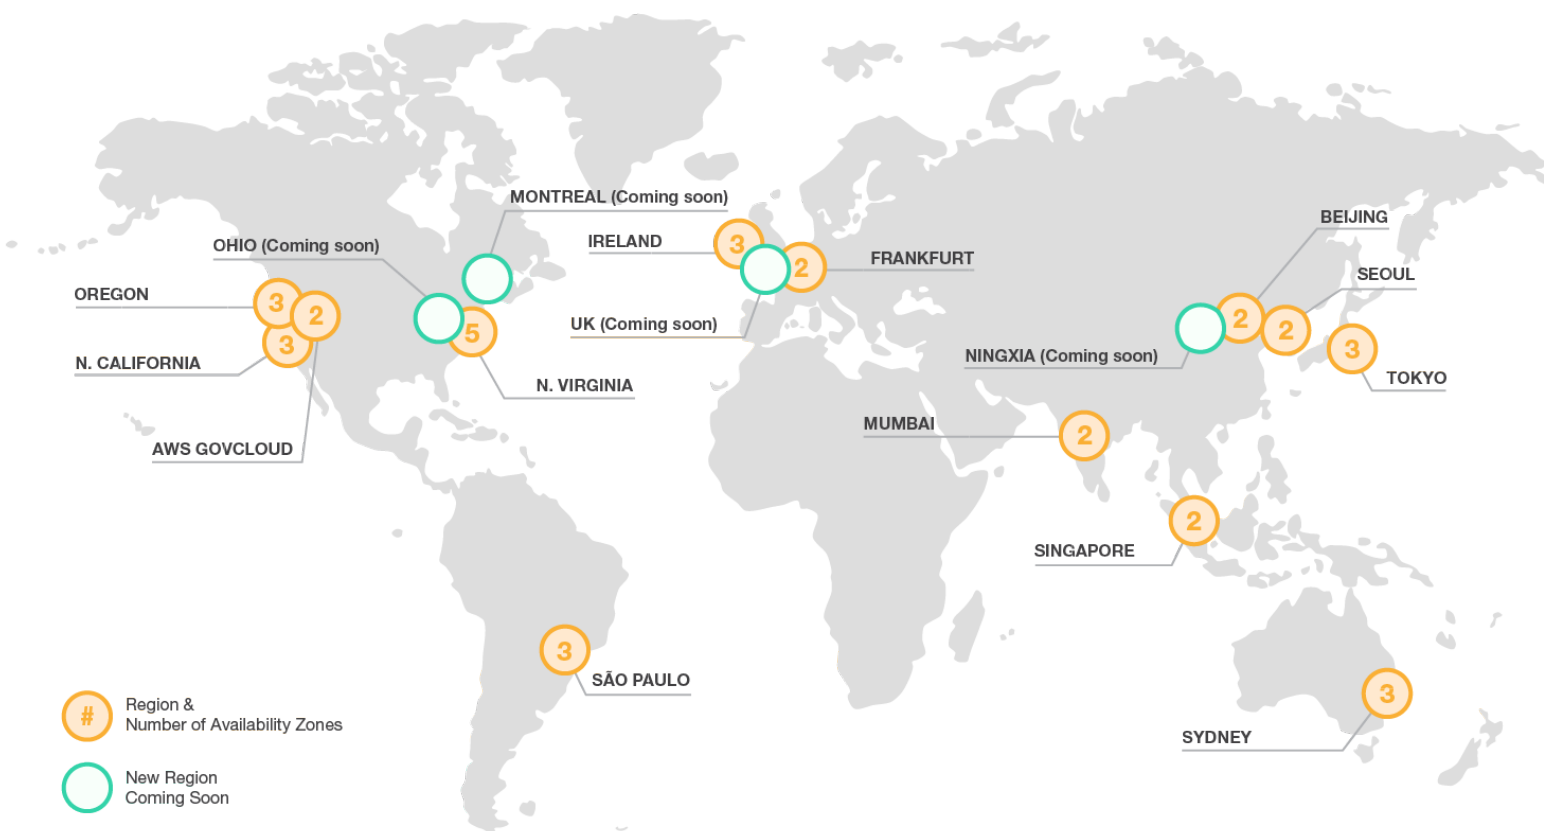 MONTREAL (Coming soon)
OHIO (Coming soon)
IRELAND
3
2
FRANKFURT
BEIJING
SEOUL
OREGON
3
2
3
N. CALIFORNIA
5
N. VIRGINIA
UK (Coming soon)
NINGXIA (Coming soon)
2
2
3
TOKYO
AWS GOVCLOUD
MUMBAI
2
2
SINGAPORE
3
SÃO PAULO
3
SYDNEY
#
Region &
Number of Availability Zones
New Region
Coming Soon